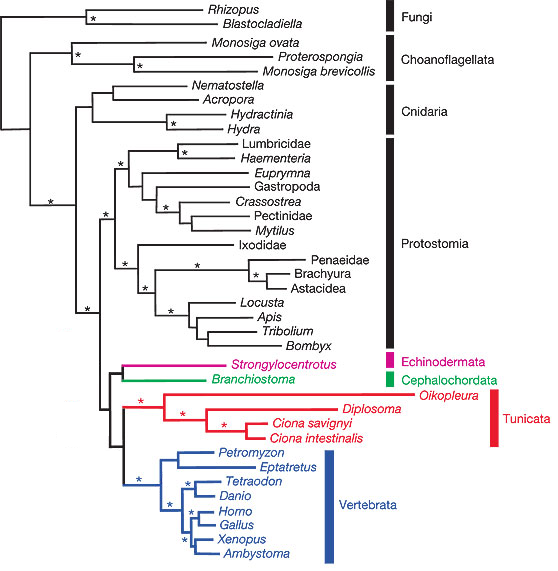 Rhizopus
Blastocladiella
Fungi
Monosiga ovata
Proterospongia
Monosiga brevicollis
Choanoflagellata
Nematostella
Acropora
Hydractinia
Hydra
Cnidaria
Lumbricidae
Haementeria
Euprymna
Gastropoda
Crassostrea
Pectinidae
Mytilus
Ixodidae
Penaeidae
Brachyura
Astacidea
Locusta
Apis
Tribolium
Bombyx
Protostomia
Strongylocentrotus
Echinodermata
Branchiostoma
Cephalochordata
Oikopleura
Diplosoma
Ciona savignyi
Ciona intestinalis
Tunicata
Petromyzon
Eptatretus
Tetraodon
Danio
Homo
Gallus
Xenopus
Ambystoma
Vertebrata